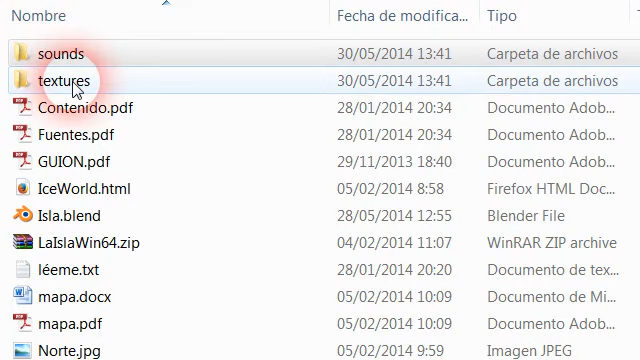 Nombre Fecha de modifica... Tipo
sounds 30/05/2014 13:41 Carpeta de archivos
textures 30/05/2014 13:41 Carpeta de archivos
Contenido.pdf 28/01/2014 20:34 Documento Adob...
Fuentes.pdf 28/01/2014 20:34 Documento Adob...
GUION.pdf 29/11/2013 18:40 Documento Adob...
IceWorld.html 05/02/2014 8:58 Firefox HTML Doc...
Isla.blend 28/05/2014 12:55 Blender File
LaIslaWin64.zip 04/02/2014 11:07 WinRAR ZIP archive
léeme.txt 28/01/2014 20:20 Documento de tex...
mapa.docx 05/02/2014 10:09 Documento de Mi...
mapa.pdf 05/02/2014 10:09 Documento Adob...
Norte.jpg 05/02/2014 9:59 Imagen JPEG